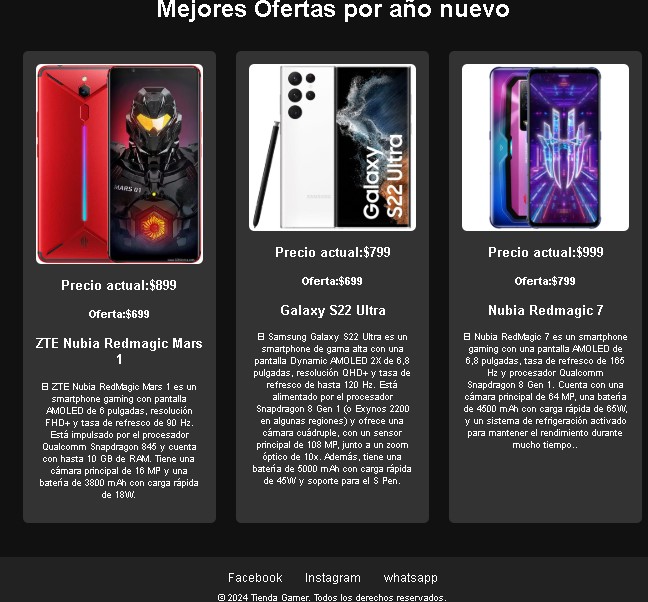 Mejores Ofertas por año nuevo
MARS 01
Precio actual:$899
Oferta:$699
ZTE Nubia Redmagic Mars
1
El ZTE Nubia RedMagic Mars 1 es un
smartphone gaming con pantalla
AMOLED de 6 pulgadas, resolución
FHD+ y tasa de refresco de 90 Hz.
Está impulsado por el procesador
Qualcomm Snapdragon 845 y cuenta
con hasta 10 GB de RAM. Tiene una
cámara principal de 16 MP y una
batería de 3800 mAh con carga rápida
de 18W.
Galaxy
S22 Ultra
Precio actual:$799
Oferta:$699
Galaxy S22 Ultra
El Samsung Galaxy S22 Ultra es un
smartphone de gama alta con una
pantalla Dynamic AMOLED 2X de 6,8
pulgadas, resolución QHD+ y tasa de
refresco de hasta 120 Hz. Está
alimentado por el procesador
Snapdragon 8 Gen 1 (o Exynos 2200
en algunas regiones) y ofrece una
cámara cuádruple, con un sensor
principal de 108 MP, junto a un zoom
óptico de 10x. Además, tiene una
batería de 5000 mAh con carga rápida
de 45W y soporte para el S Pen.
Precio actual:$999
Oferta:$799
Nubia Redmagic 7
El Nubia RedMagic 7 es un smartphone
gaming con una pantalla AMOLED de
6,8 pulgadas, tasa de refresco de 165
Hz y procesador Qualcomm
Snapdragon 8 Gen 1. Cuenta con una
cámara principal de 64 MP, una batería
de 4500 mAh con carga rápida de 65W,
y un sistema de refrigeración activado
para mantener el rendimiento durante
mucho tiempo..
Facebook Instagram whatsapp
© 2024 Tienda Gamer. Todos los derechos reservados.